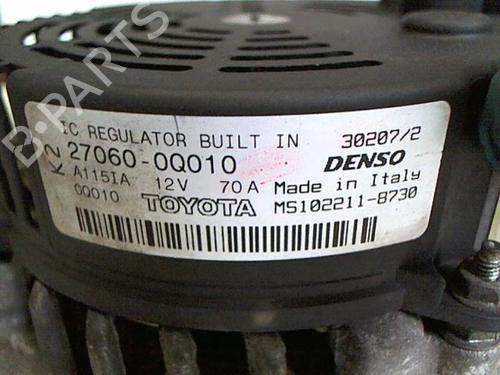 B-PARTS
IC REGULATOR BUILT IN 30207/2
K2 27060-0Q010 DENSO
A115IA 12V 70A Made in Italy
0Q010 TOYOTA MS102211-8730